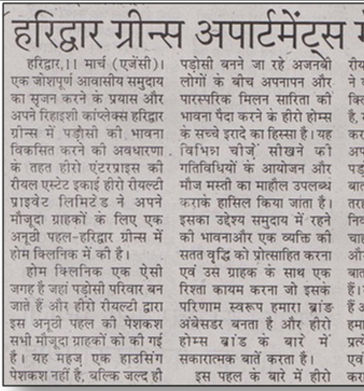 हरिद्वार ग्रीन्स अपार्टमेंट्स
हरिद्वार,11 मार्च (एजेंसी)।
एक जोशपूर्ण आवासीय समुदाय
का सृजन करने के प्रयास और
अपने रिहाइशी कांप्लेक्स हरिद्वार
ग्रीन्स में पड़ोसी की भावना
विकसित करने की अवधारणा
के तहत हीरो एंटरप्राइस की
रीयल एस्टेट इकाई हीरो रीयल्टी
प्राइवेट लिमिटेड ने अपने
मौजूदा ग्राहकों के लिए एक
अनूठी पहल-हरिद्वार ग्रीन्स में
होम क्लिनिक में की है।
होम क्लिनिक एक ऐसी
जगह है जहां पड़ोसी परिवार बन
जाते हैं और हीरो रीयल्टी द्वारा
इस अनूठी पहल की पेशकश
सभी मौजूदा ग्राहकों को की गई
है। यह महज् एक हाउसिंग
पेशकश नहीं है, बल्कि जल्द ही
पड़ोसी बनने जा रहे अजनबी
लोगों के बीच अपनापन और
पारस्परिक मिलन सारिता की
भावना पैदा करने के हीरो होम्स
के सच्चे इरादे का हिस्सा है। यह
विभिन्न चीजें सीखने की
गतिविधियों के आयोजन और
मौज मस्ती का माहौल उपलब्ध
कराके हासिल किया जाता है।
इसका उद्देश्य समुदाय में रहने
की भावनाऔर एक व्यक्ति की
सतत वृद्धि को प्रोत्साहित करना
एवं उस ग्राहक के साथ एक
रिश्ता कायम करना जो इसके
परिणाम स्वरूप हमारा ब्रांड
अंबेसडर बनता है और हीरो
होम्स ब्रांड के बारे में
सकारात्मक बातें करता है।
इस पहल के बारे में हीरो